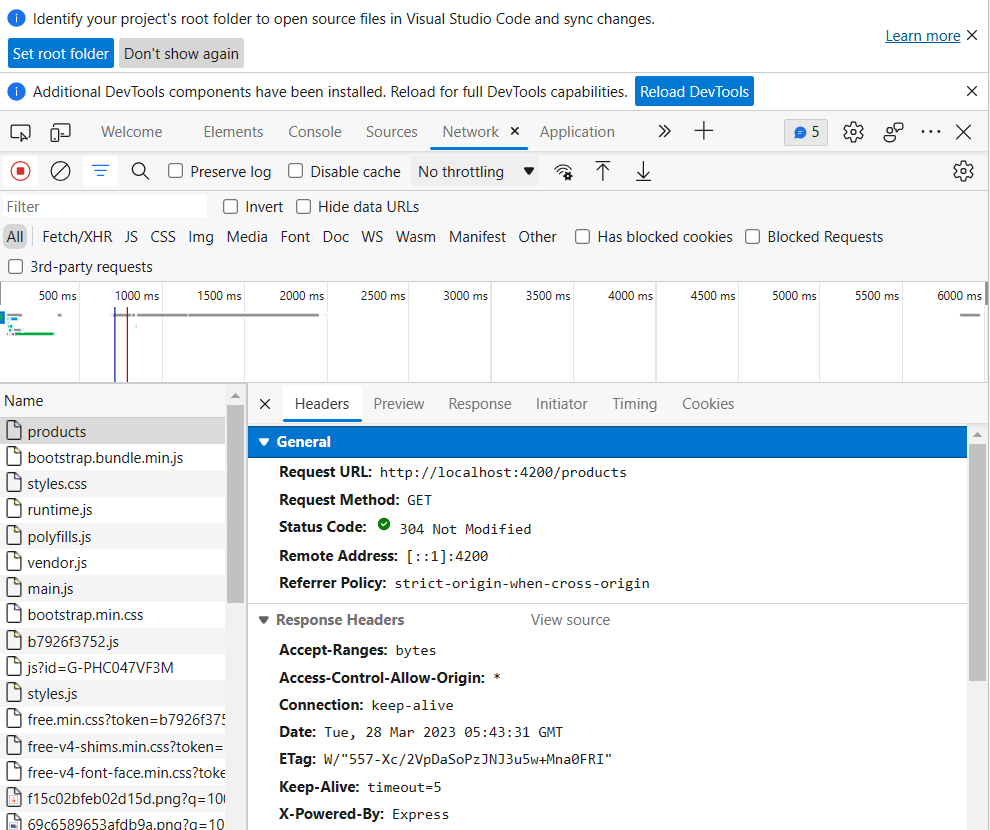 Identify your project's root folder to open source files in Visual Studio Code and sync changes.
Learn more
Set root folder Don't show again
Additional DevTools components have been installed. Reload for full DevTools capabilities. Reload DevTools
Welcome Elements Console Sources Network Application 5
Preserve log Disable cache No throttling
Filter Invert Hide data URLs
All Fetch/XHR JS CSS Img Media Font Doc WS Wasm Manifest Other Has blocked cookies Blocked Requests
3rd-party requests
500 ms 1000 ms 1500 ms 2000 ms 2500 ms 3000 ms 3500 ms 4000 ms 4500 ms 5000 ms 5500 ms 6000 ms
Name
products
bootstrap.bundle.min.js
styles.css
runtime.js
polyfills.js
vendor.js
main.js
bootstrap.min.css
b7926f3752.js
js?id=G-PHC047VF3M
styles.js
free.min.css?token=b7926f375
free-v4-shims.min.css?token=
free-v4-font-face.min.css?toke
f15c02bfeb02d15d.png?q=100
69c6589653afdb9a.png?q=10
Headers Preview Response Initiator Timing Cookies
General
Request URL: http://localhost:4200/products
Request Method: GET
Status Code: 304 Not Modified
Remote Address: [::1]:4200
Referrer Policy: strict-origin-when-cross-origin
Response Headers View source
Accept-Ranges: bytes
Access-Control-Allow-Origin: *
Connection: keep-alive
Date: Tue, 28 Mar 2023 05:43:31 GMT
ETag: W/"557-Xc/2VpDaSoPzJNJ3u5w+Mna0FRI"
Keep-Alive: timeout=5
X-Powered-By: Express